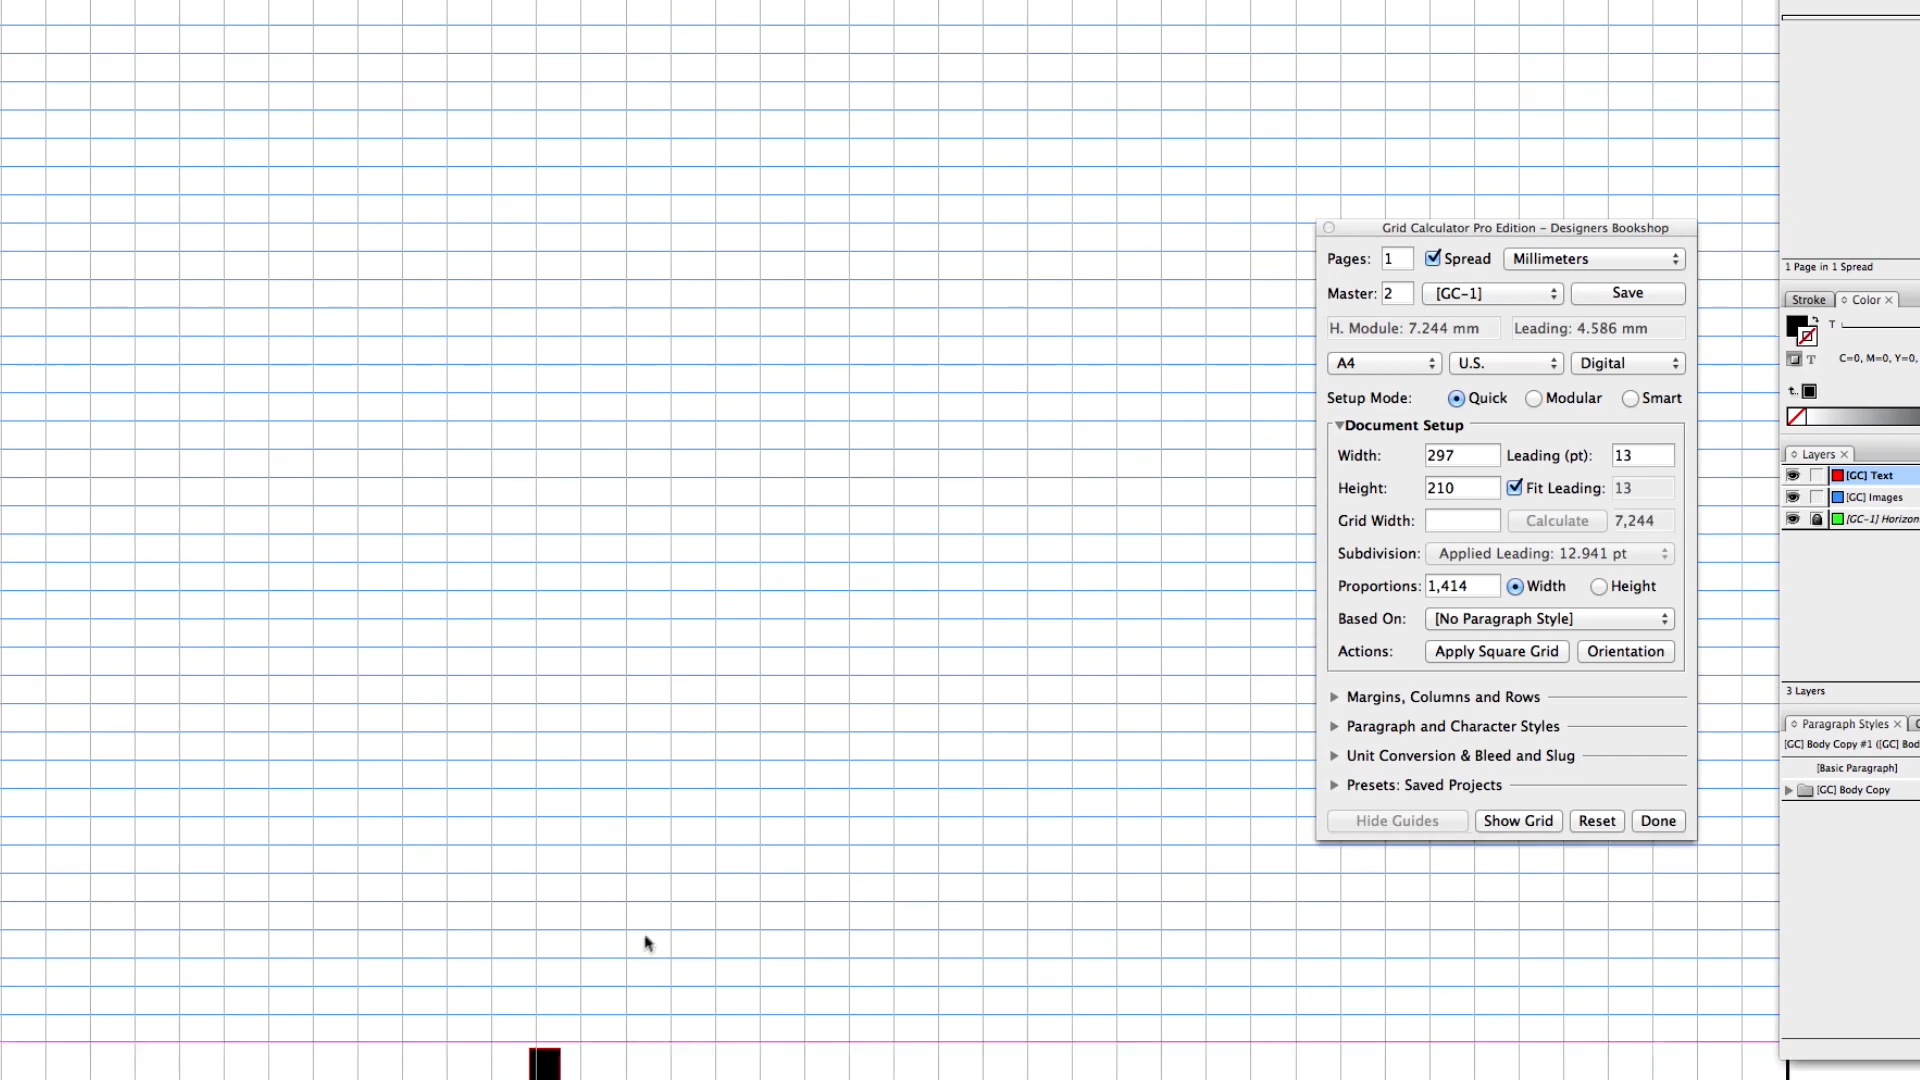 Grid Calculator Pro Edition – Designers Bookshop
Pages: 1 Spread Millimeters
Master: 2 [GC-1] Save
H. Module: 7.244 mm Leading: 4.586 mm
A4 U.S. Digital
Setup Mode: Quick Modular Smart
Document Setup
Width: 297 Leading (pt): 13
Height: 210 Fit Leading: 13
Grid Width: Calculate 7,244
Subdivision: Applied Leading: 12.941 pt
Proportions: 1,414 Width Height
Based On: [No Paragraph Style]
Actions: Apply Square Grid Orientation
Margins, Columns and Rows
Paragraph and Character Styles
Unit Conversion & Bleed and Slug
Presets: Saved Projects
Hide Guides Show Grid Reset Done
1 Page in 1 Spread
Stroke Color
T
C=0, M=0, Y=0,
T
Layers
[GC] Text
[GC] Images
[GC-1] Horizon
3 Layers
Paragraph Styles
[GC] Body Copy #1 ([GC] Bod
[Basic Paragraph]
[GC] Body Copy